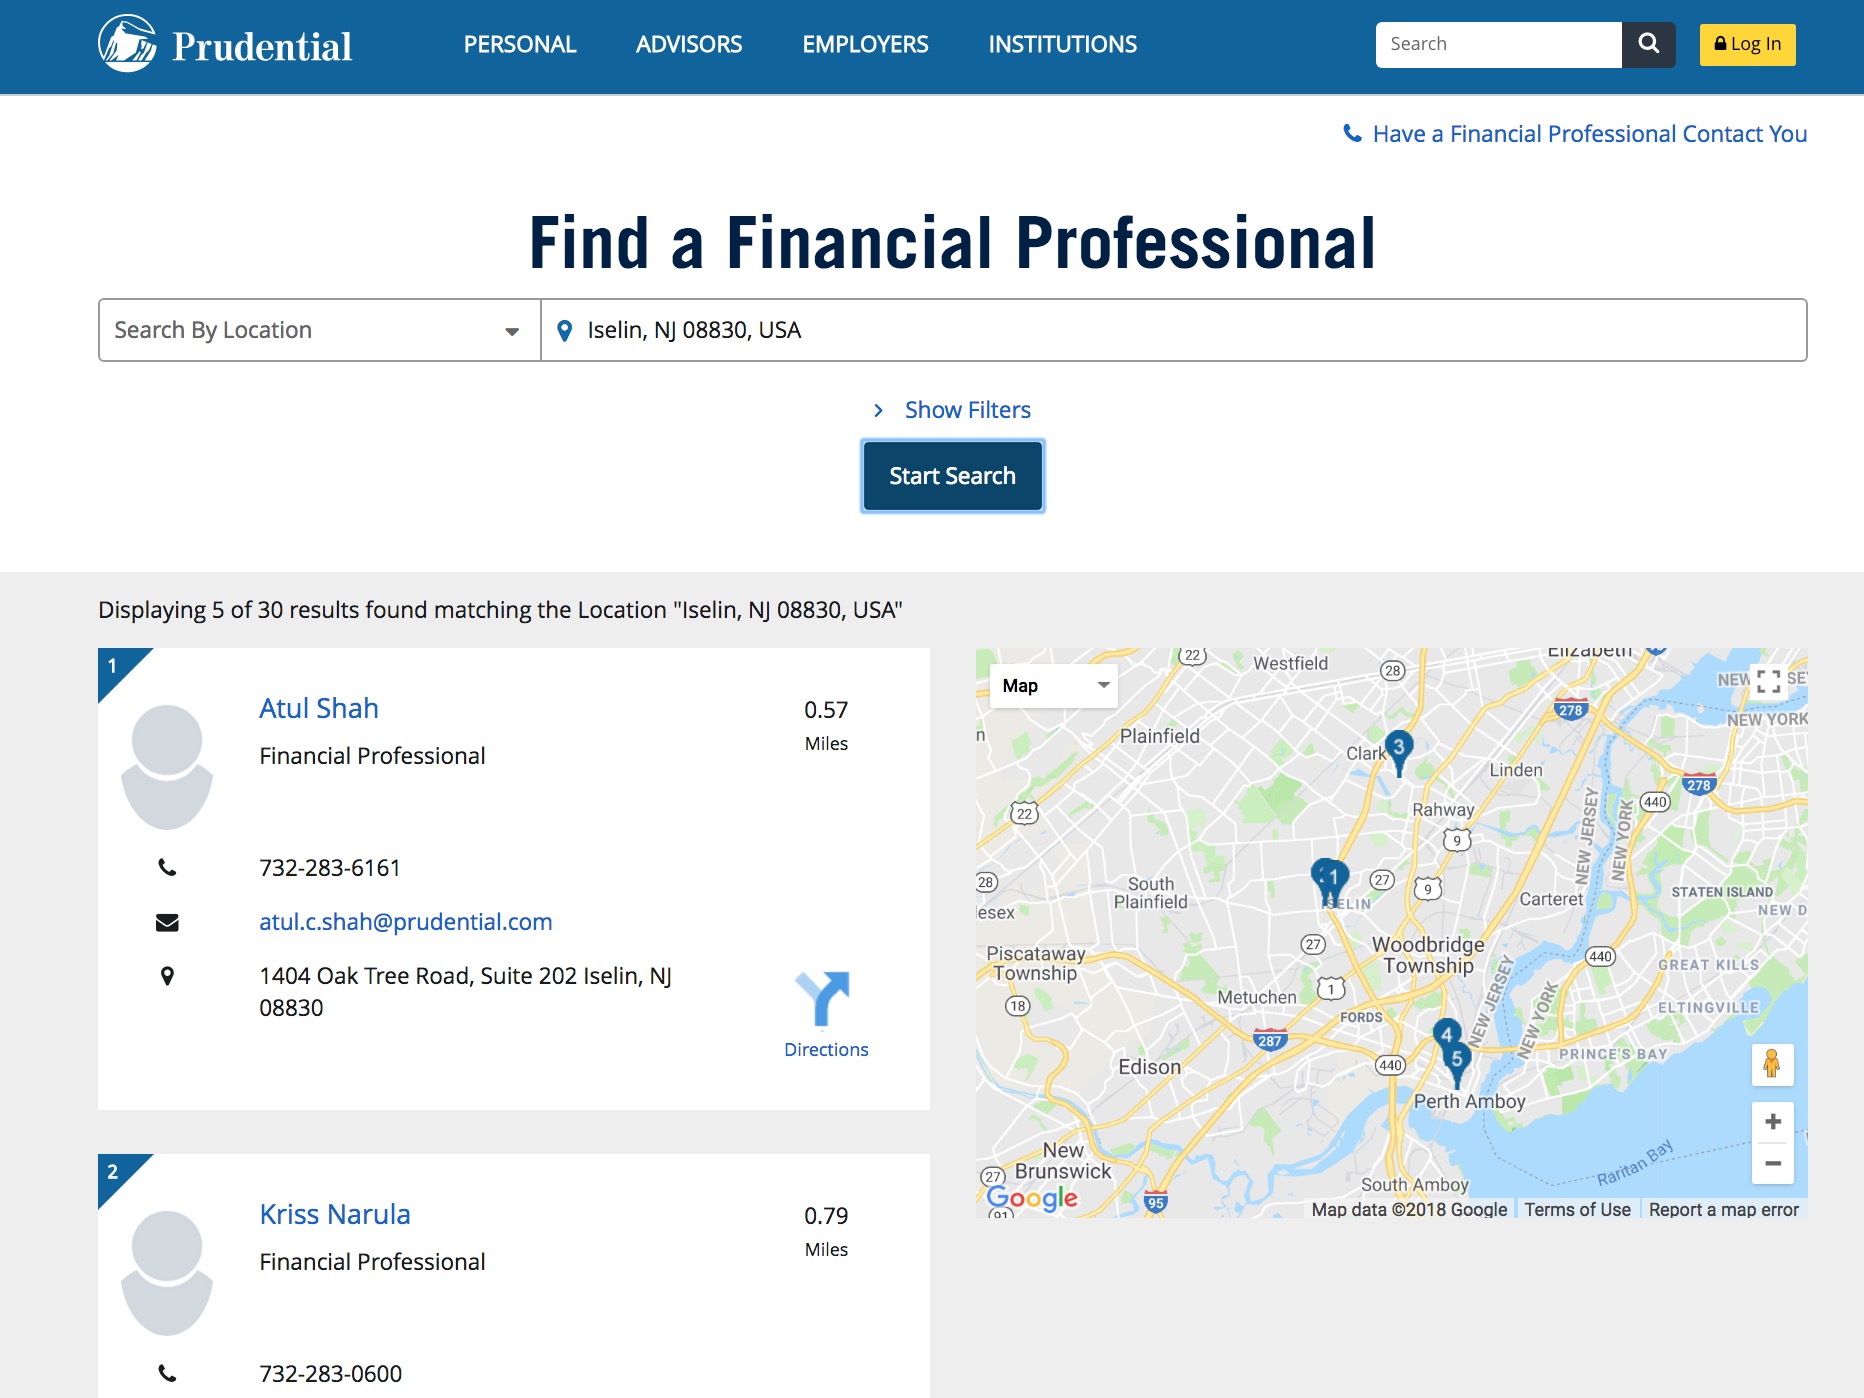 Prudential
PERSONAL
ADVISORS
EMPLOYERS
INSTITUTIONS
Search
Log In
Have a Financial Professional Contact You
Find a Financial Professional
Search By Location
Iselin, NJ 08830, USA
Show Filters
Start Search
Displaying 5 of 30 results found matching the Location "Iselin, NJ 08830, USA"
1
Atul Shah
0.57
Financial Professional
Miles
732-283-6161
atul.c.shah@prudential.com
1404 Oak Tree Road, Suite 202 Iselin, NJ
08830
Directions
2
Kriss Narula
0.79
Financial Professional
Miles
732-283-0600
Map
22
Westfield
28
Elizabeth
278
NEW YORK
Plainfield
Clark
3
Linden
278
440
22
Rahway
9
NEW JERSEY
NEW YORK
28
South
Plainfield
1
27
9
ISELIN
Carteret
STATEN ISLAND
27
Woodbridge
Township
440
GREAT KILLS
Piscataway
Township
18
Metuchen
1
FORDS
NEW JERSEY
NEW YORK
ELTINGVILLE
287
4
5
PRINCE'S BAY
Edison
440
Perth Amboy
New
Brunswick
27
Raritan Bay
South Amboy
Google
91
95
Map data ©2018 Google
Terms of Use
Report a map error